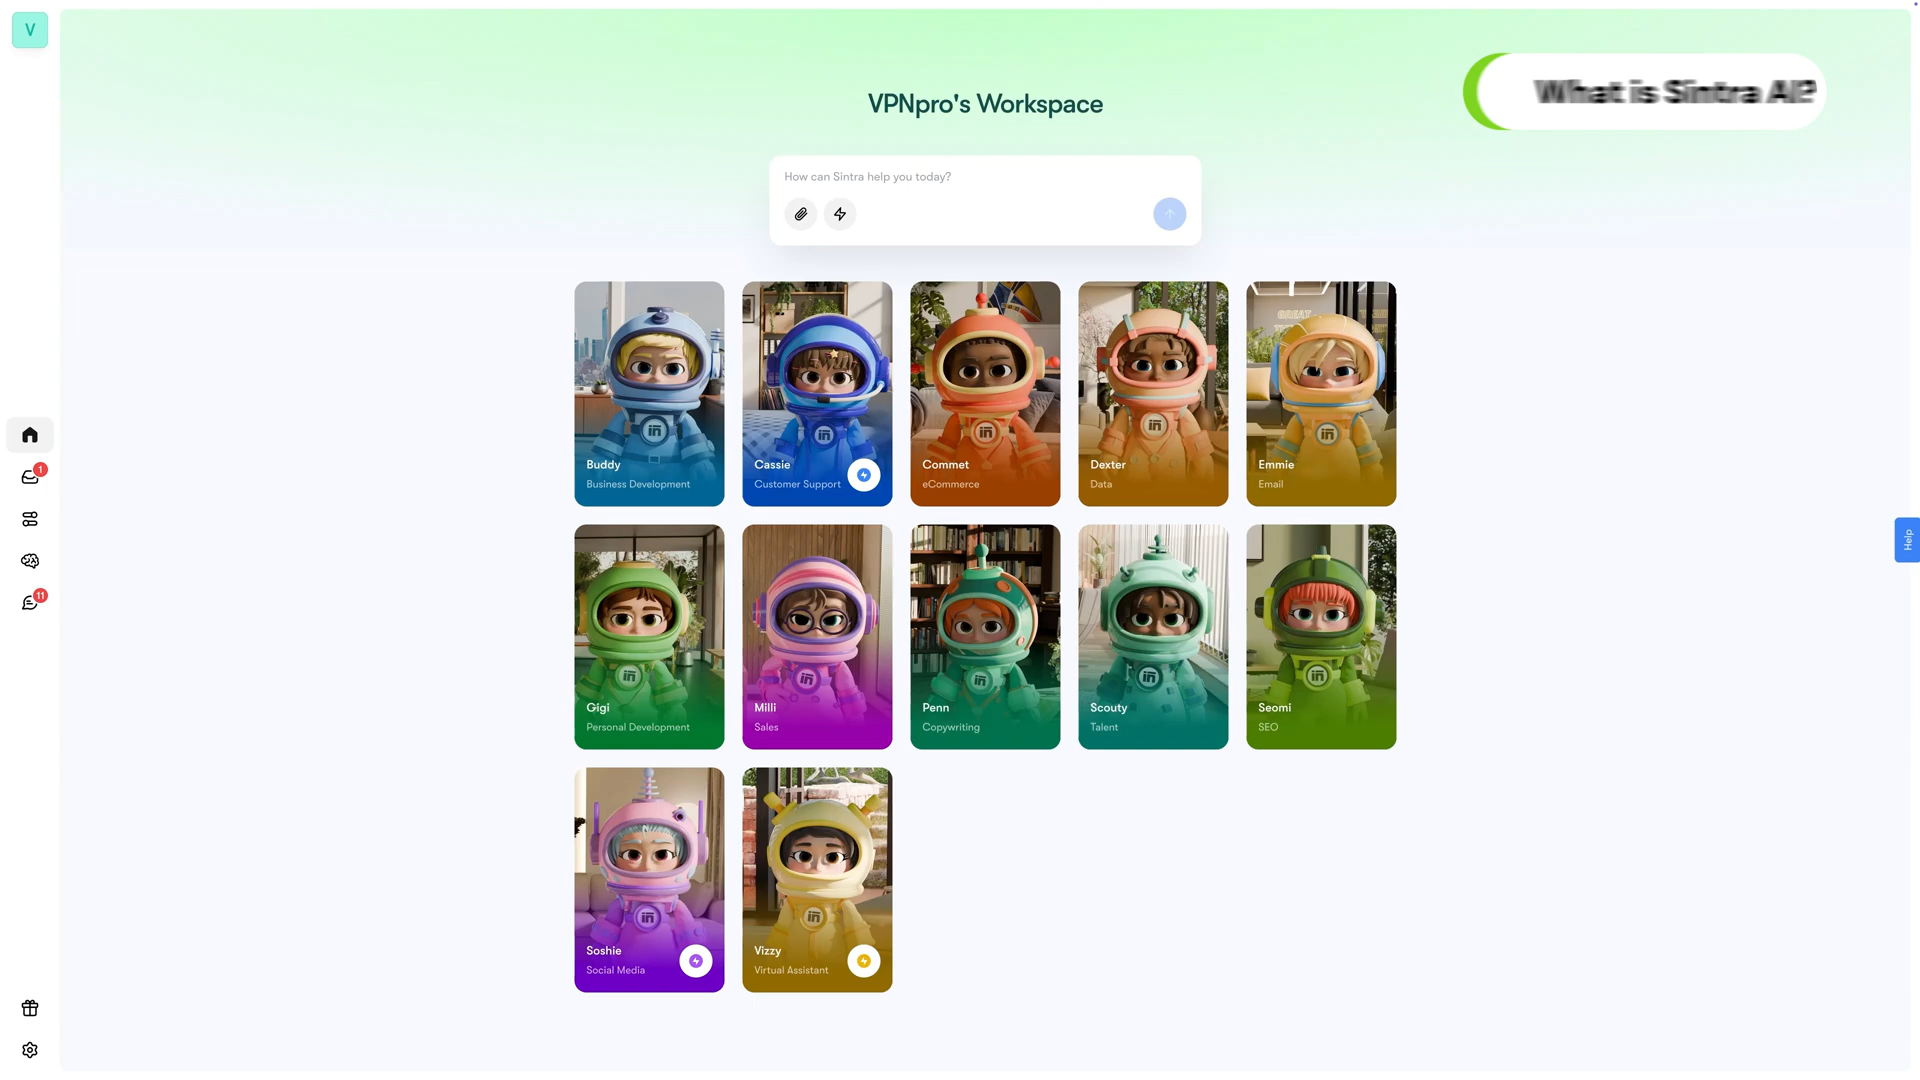 V
What is Sintra AI?
VPNpro's Workspace
How can Sintra help you today?
Buddy
Business Development
Cassie
Customer Support
Commet
eCommerce
Dexter
Data
Emmie
Email
1
11
Help
Gigi
Personal Development
Milli
Sales
Penn
Copywriting
Scouty
Talent
Seomi
SEO
Soshie
Social Media
Vizzy
Virtual Assistant